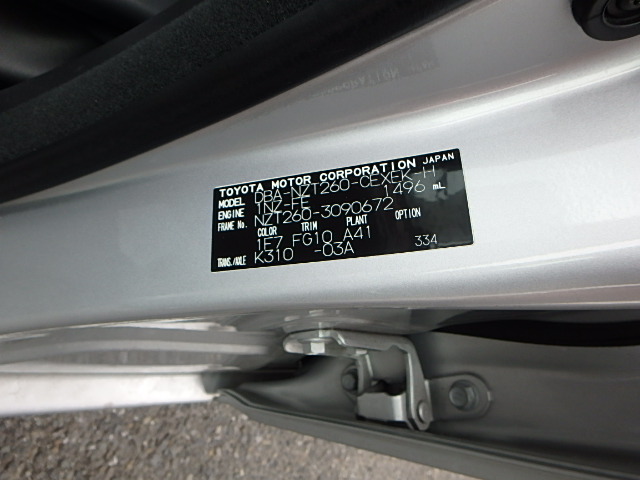 TOYOTA MOTOR CORPORATION JAPAN
MODEL DBA-NZT260-CEXEK-H
ENGINE 1NZ-FE 1496 mL
FRAME No. NZT260-3090672
COLOR TRIM PLANT OPTION
1E7 FG10 A41
TRANS./AXLE K310 -03A 334